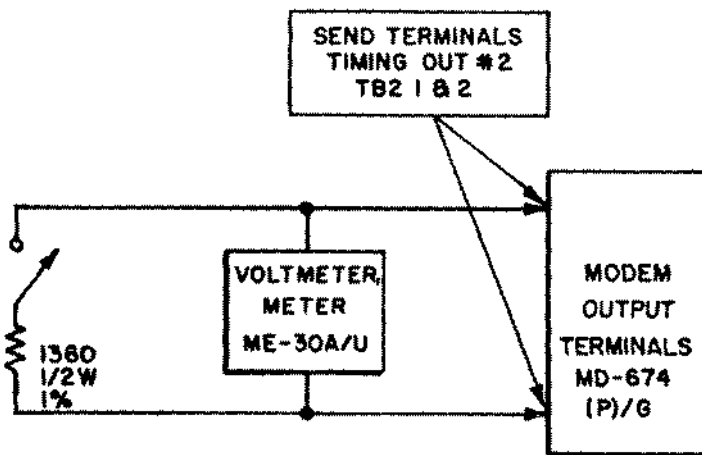 SEND TERMINALS
TIMING OUT #2
TB2 1 & 2
VOLTMETER,
METER
ME-30A/U
1360
1/2W
1%
MODEM
OUTPUT
TERMINALS
MD-674
(P)/G